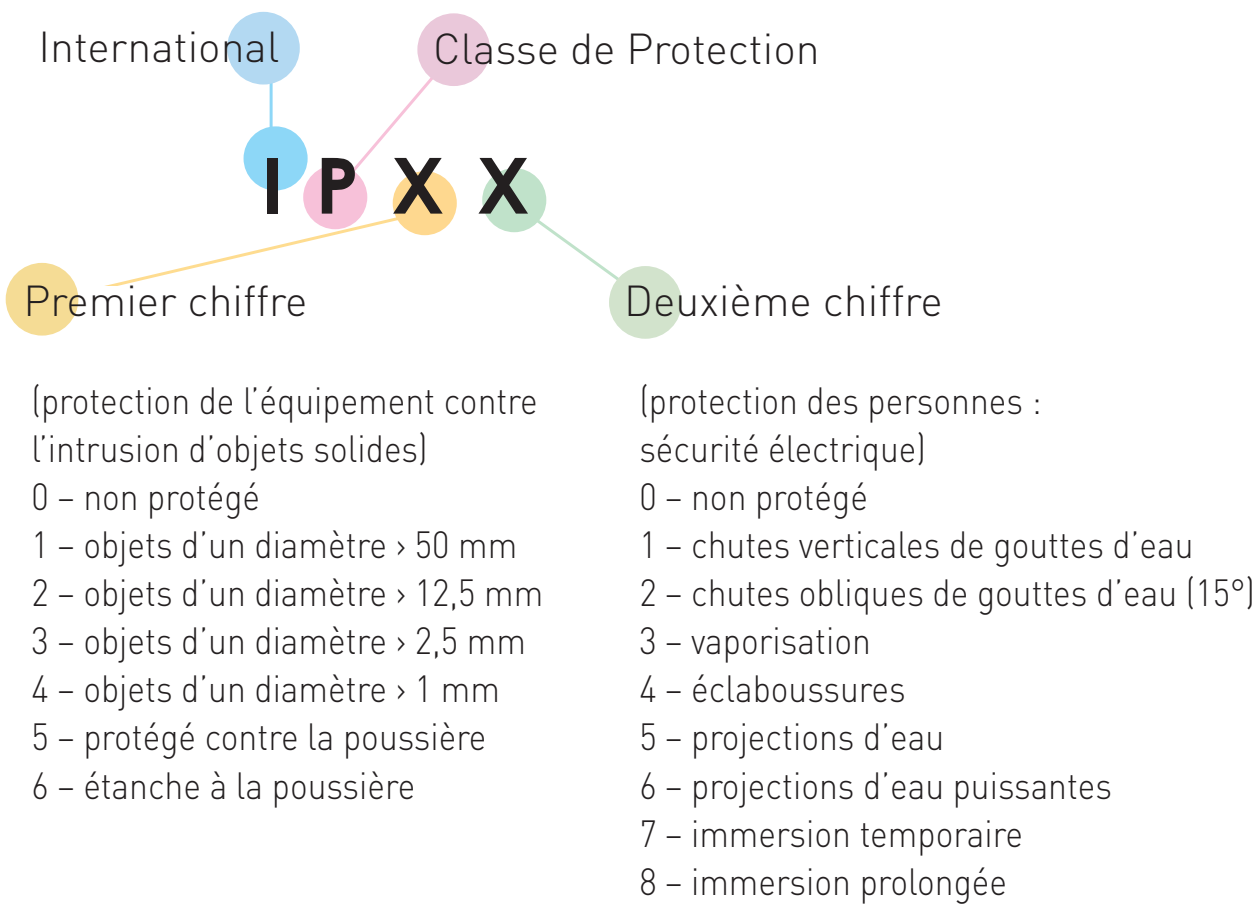 International
Classe de Protection
I P X X
Premier chiffre
(protection de l’équipement contre
l’intrusion d’objets solides)
0 – non protégé
1 – objets d’un diamètre › 50 mm
2 – objets d’un diamètre › 12,5 mm
3 – objets d’un diamètre › 2,5 mm
4 – objets d’un diamètre › 1 mm
5 – protégé contre la poussière
6 – étanche à la poussière
Deuxième chiffre
(protection des personnes :
sécurité électrique)
0 – non protégé
1 – chutes verticales de gouttes d’eau
2 – chutes obliques de gouttes d’eau (15°)
3 – vaporisation
4 – éclaboussures
5 – projections d’eau
6 – projections d’eau puissantes
7 – immersion temporaire
8 – immersion prolongée